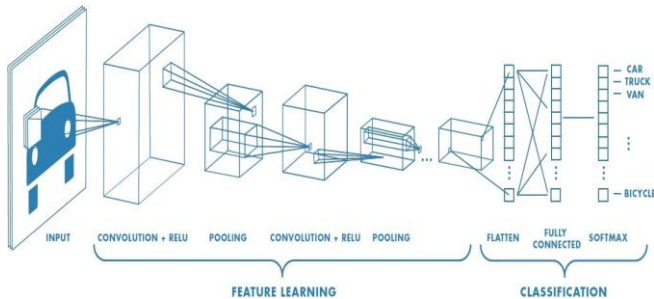 CAR
TRUCK
VAN
BICYCLE
INPUT
CONVOLUTION + RELU
POOLING
CONVOLUTION + RELU
POOLING
FLATTEN
FULLY
CONNECTED
SOFTMAX
FEATURE LEARNING
CLASSIFICATION